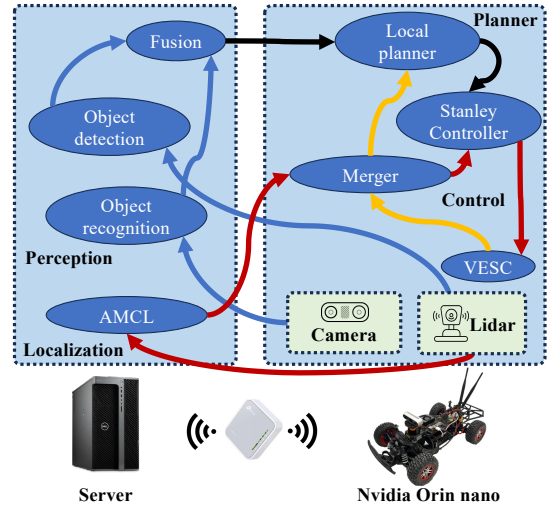 Planner
Fusion
Local
planner
Object
detection
Stanley
Controller
Merger
Control
Object
recognition
Perception
VESC
AMCL
Localization
Camera
Lidar
Server
Nvidia Orin nano